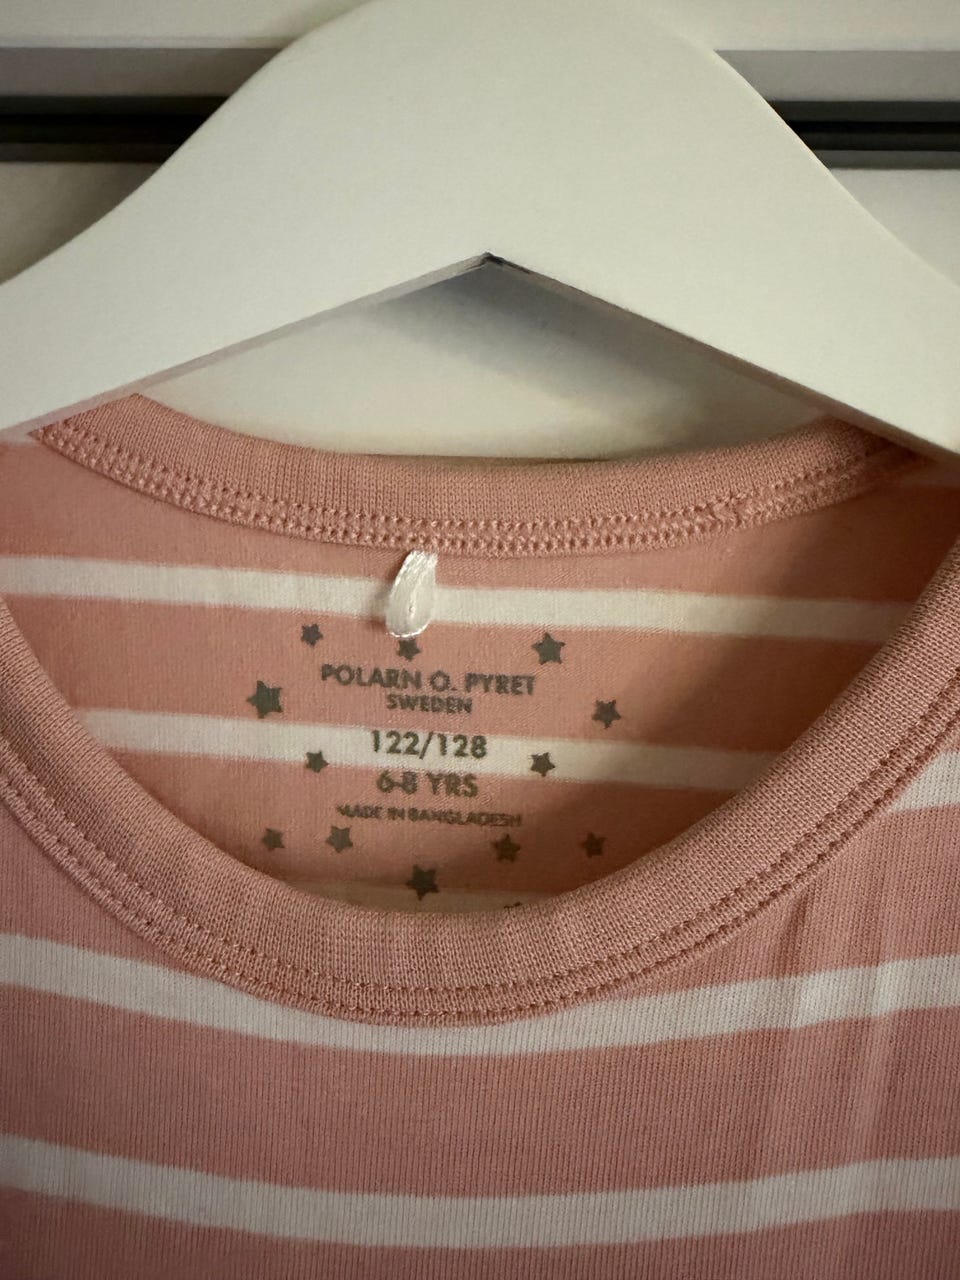 POLARN O. PYRET
SWEDEN
122/128
6-8 YRS
MADE IN BANGLADESH